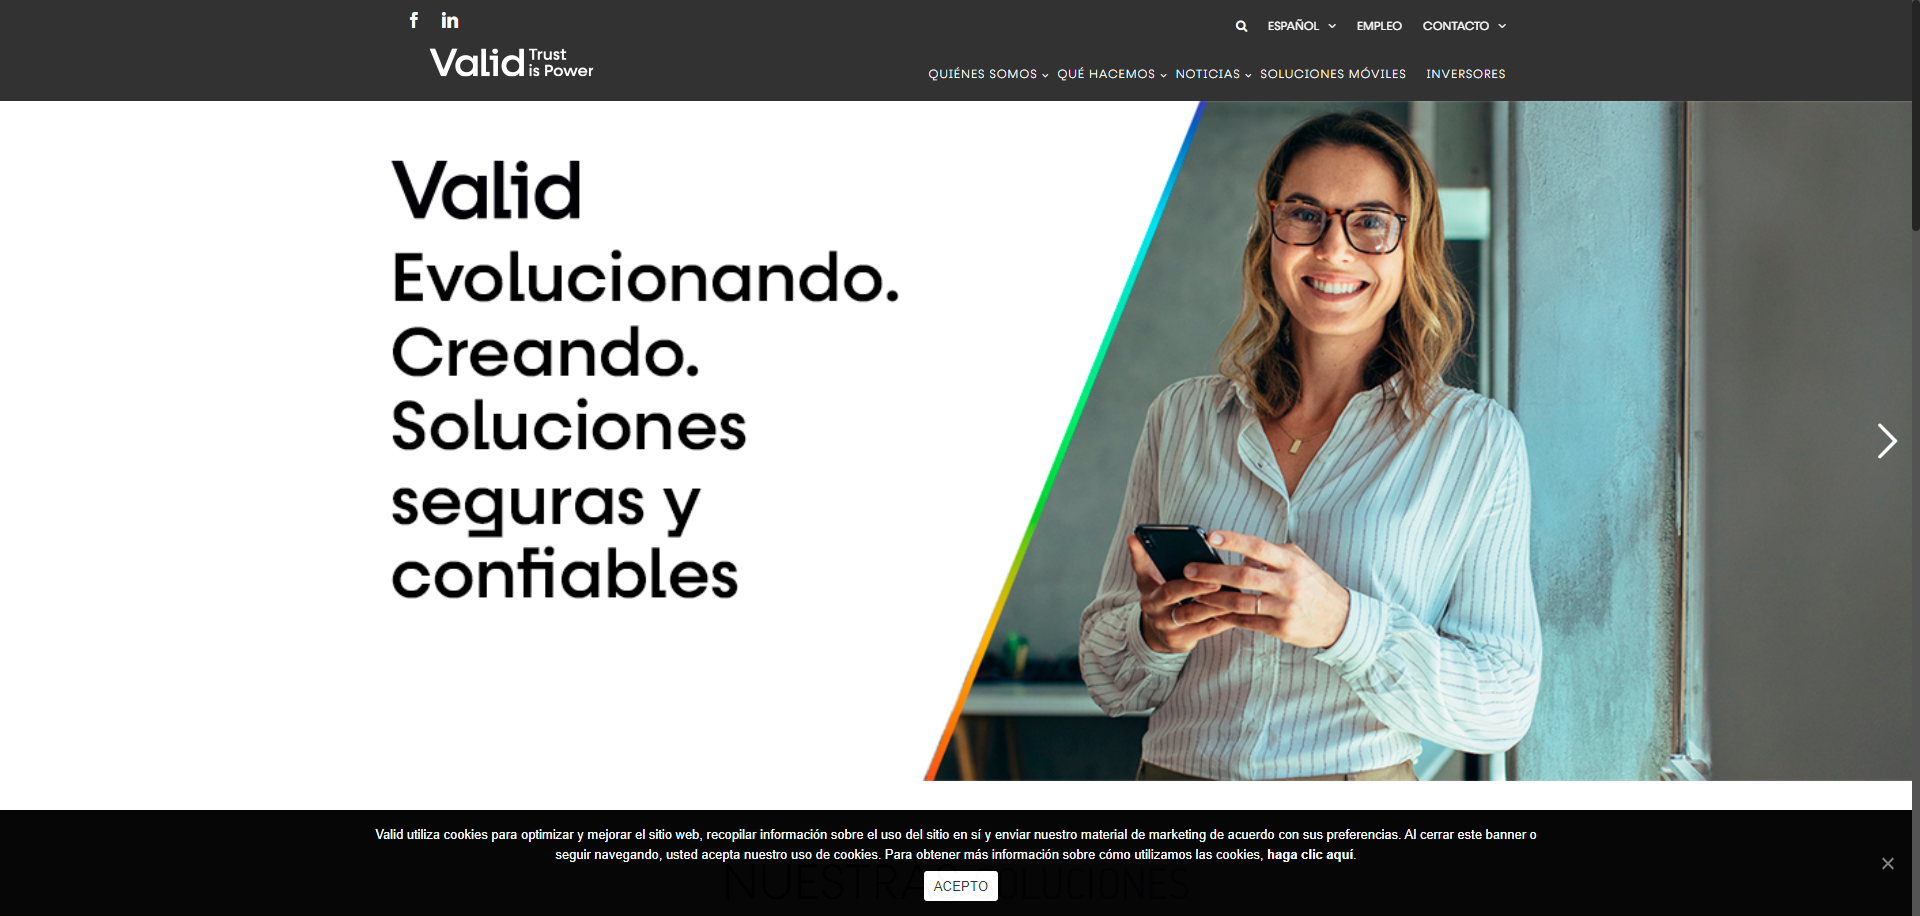 ESPAÑOL
EMPLEO
CONTACTO
Valid Trust
is Power
QUIÉNES SOMOS
QUÉ HACEMOS
NOTICIAS
SOLUCIONES MÓVILES
INVERSORES
Valid
Evolucionando.
Creando.
Soluciones
seguras y
confiables
Valid utiliza cookies para optimizar y mejorar el sitio web, recopilar información sobre el uso del sitio en sí y enviar nuestro material de marketing de acuerdo con sus preferencias. Al cerrar este banner o
seguir navegando, usted acepta nuestro uso de cookies. Para obtener más información sobre cómo utilizamos las cookies, haga clic aquí.
NUESTRA
ACEPTO